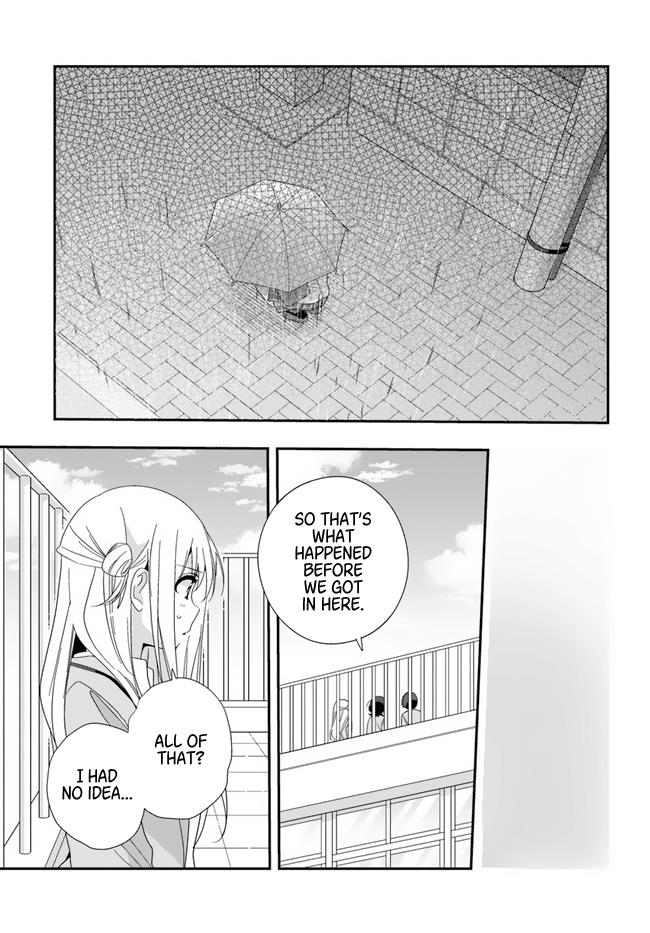 SO THAT'S
WHAT
HAPPENED
BEFORE
WE GOT
IN HERE.
ALL OF
THAT?
I HAD
NO IDEA...